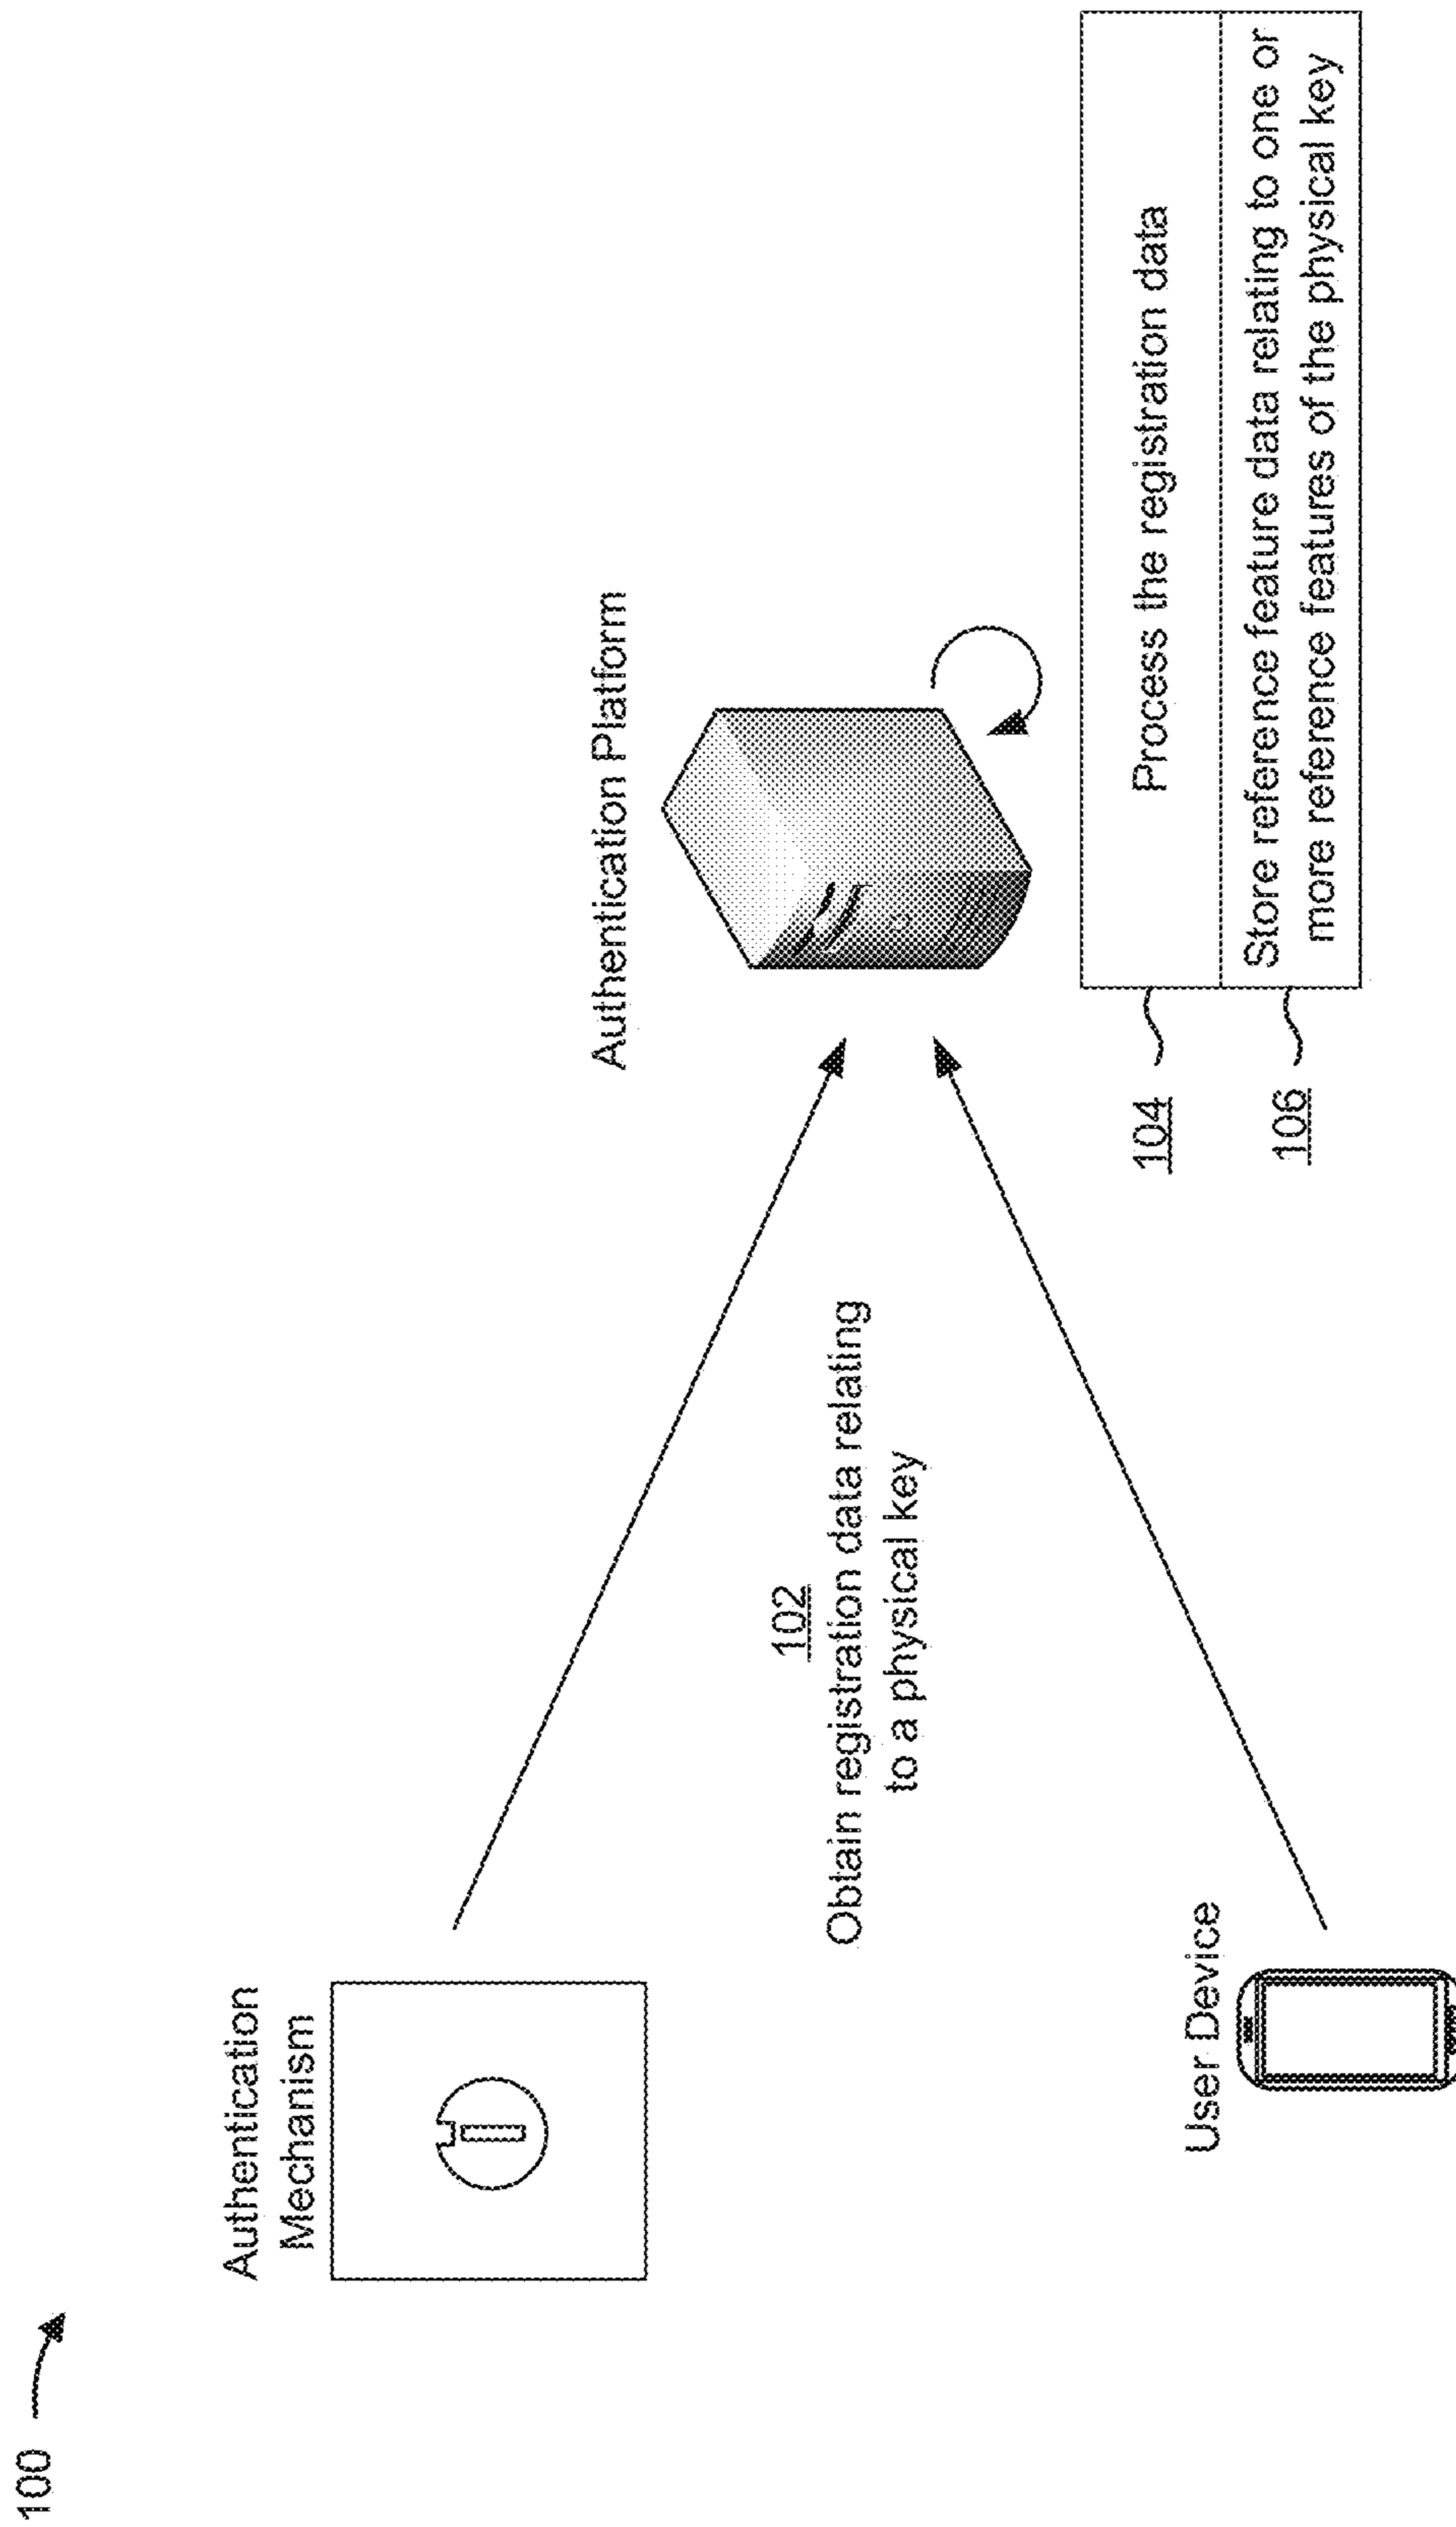 100
Authentication
Mechanism
Authentication Platform
102
Obtain registration data relating
to a physical key
User Device
104
Process the registration data
106
Store reference feature data relating to one or
more reference features of the physical key